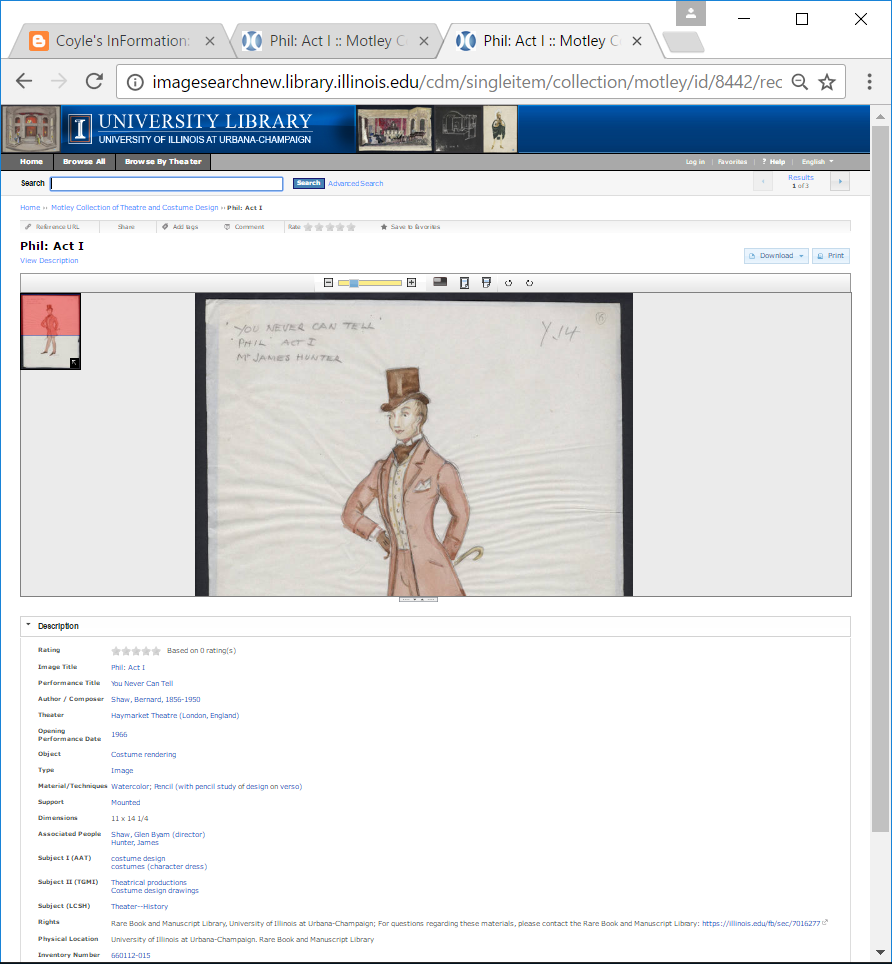 Coyle's InFormation:
Phil: Act I :: Motley C
Phil: Act I :: Motley C
imagesearchnew.library.illinois.edu/cdm/singleitem/collection/motley/id/8442/rec
UNIVERSITY LIBRARY
UNIVERSITY OF ILLINOIS AT URBANA-CHAMPAIGN
Home Browse All Browse By Theater Log in Favorites ? Help English
Search Search Advanced Search
Results
1 of 3
Home ›› Motley Collection of Theatre and Costume Design ›› Phil: Act I
Reference URL Share Add tags Comment Rate Save to favorites
Phil: Act I
View Description
Download Print
"YOU NEVER CAN TELL"
"PHIL" ACT I
Mr JAMES HUNTER
Y.14
Description
Rating Based on 0 rating(s)
Image Title Phil: Act I
Performance Title You Never Can Tell
Author / Composer Shaw, Bernard, 1856-1950
Theater Haymarket Theatre (London, England)
Opening
Performance Date 1966
Object Costume rendering
Type Image
Material/Techniques Watercolor; Pencil (with pencil study of design on verso)
Support Mounted
Dimensions 11 x 14 1/4
Associated People Shaw, Glen Byam (director)
Hunter, James
Subject I (AAT) costume design
costumes (character dress)
Subject II (TGMI) Theatrical productions
Costume design drawings
Subject (LCSH) Theater--History
Rights Rare Book and Manuscript Library, University of Illinois at Urbana-Champaign; For questions regarding these materials, please contact the Rare Book and Manuscript Library: https://illinois.edu/fb/sec/7016277
Physical Location University of Illinois at Urbana-Champaign. Rare Book and Manuscript Library
Inventory Number 660112-015